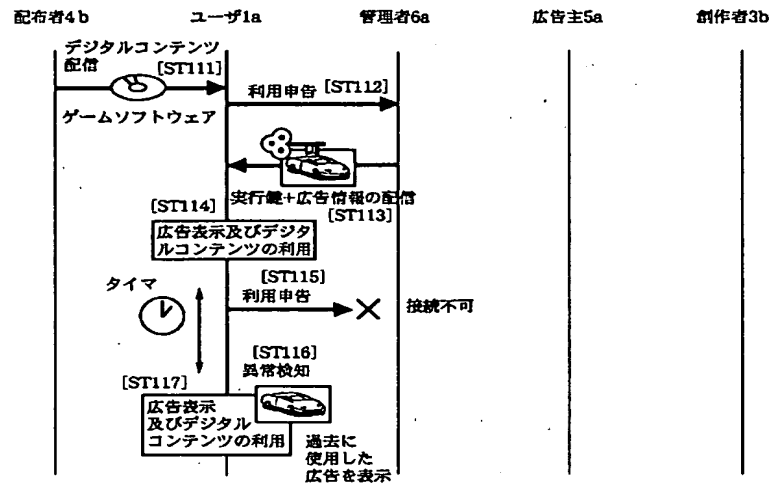 配布者4b ユーザ1a 管理者6a 広告主5a 創作者3b
デジタルコンテンツ
配信
[ST111]
ゲームソフトウェア
利用申告 [ST112]
実行鍵+広告情報の配信
[ST113]
[ST114]
広告表示及びデジタ
ルコンテンツの利用
タイマ
[ST115]
利用申告
接続不可
[ST116]
異常検知
[ST117]
広告表示
及びデジタル
コンテンツの利用
過去に
使用した
広告を表示